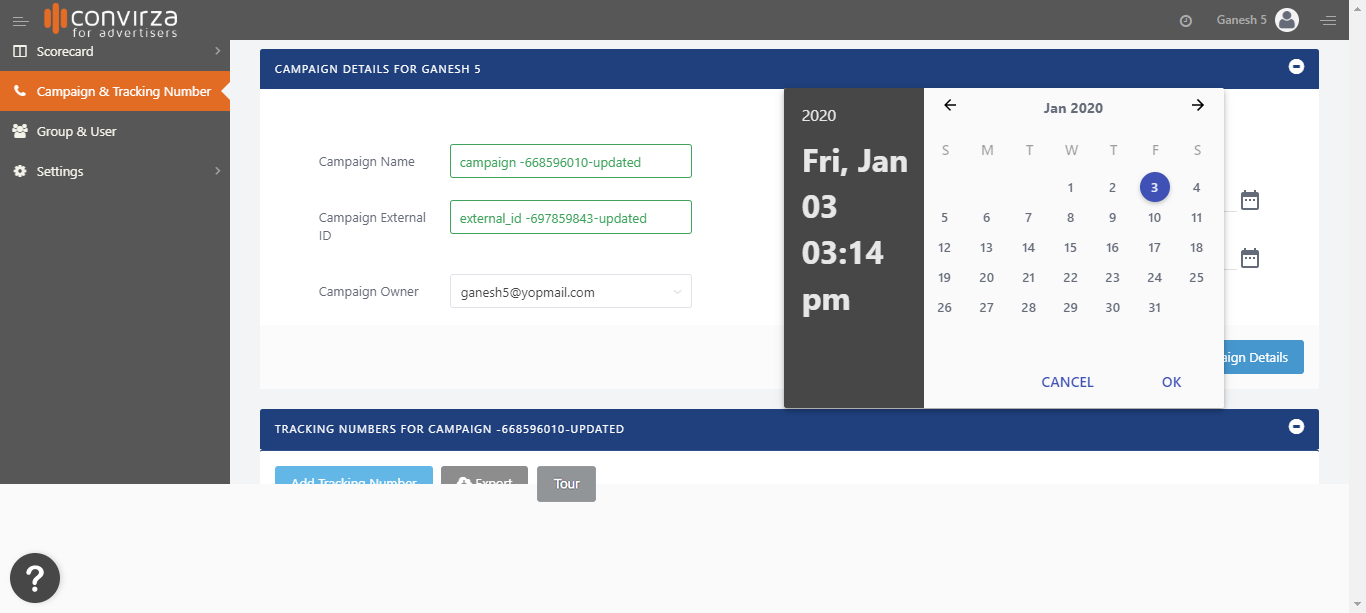 convirza
for advertisers
Ganesh 5
Scorecard
Campaign & Tracking Number
Group & User
Settings
CAMPAIGN DETAILS FOR GANESH 5
Campaign Name
campaign -668596010-updated
Campaign External
ID
external_id -697859843-updated
Campaign Owner
ganesh5@yopmail.com
2020
Fri, Jan
03
03:14
pm
Jan 2020
S M T W T F S
1 2 3 4
5 6 7 8 9 10 11
12 13 14 15 16 17 18
19 20 21 22 23 24 25
26 27 28 29 30 31
CANCEL OK
Details
TRACKING NUMBERS FOR CAMPAIGN -668596010-UPDATED
Add Tracking Number
Export
Tour
?